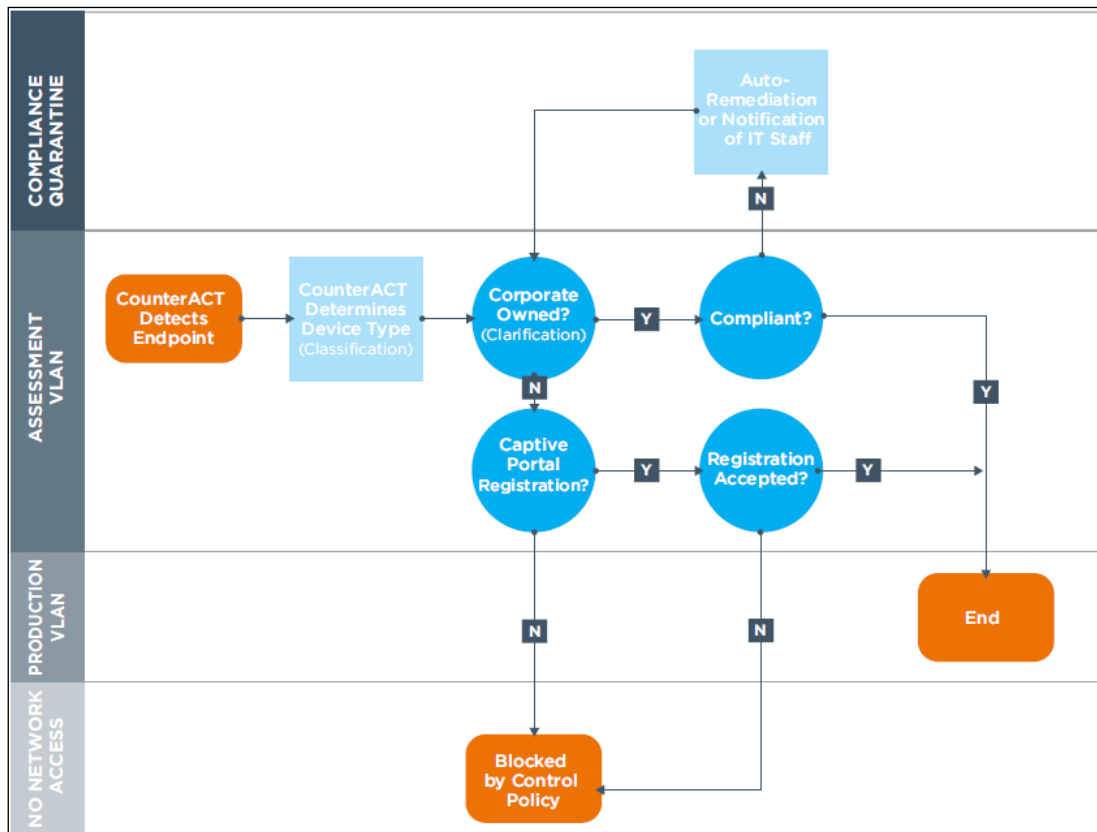 COMPLIANCE
QUARANTINE
Auto-
Remediation
or Notification
of IT Staff
N
ASSESSMENT
VLAN
CounterACT
Detects
Endpoint
CounterACT
Determines
Device Type
(Classification)
Corporate
Owned?
(Clarification)
Y
Compliant?
N
Y
Captive
Portal
Registration?
Y
Registration
Accepted?
Y
PRODUCTION
VLAN
N
N
End
NO NETWORK
ACCESS
Blocked
by Control
Policy